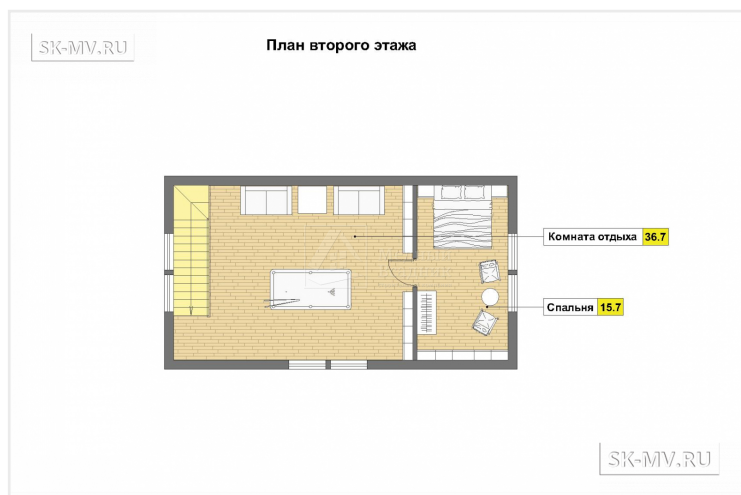 SK-MV.RU
План второго этажа
Комната отдыха 36.7
Спальня 15.7
SK-MV.RU